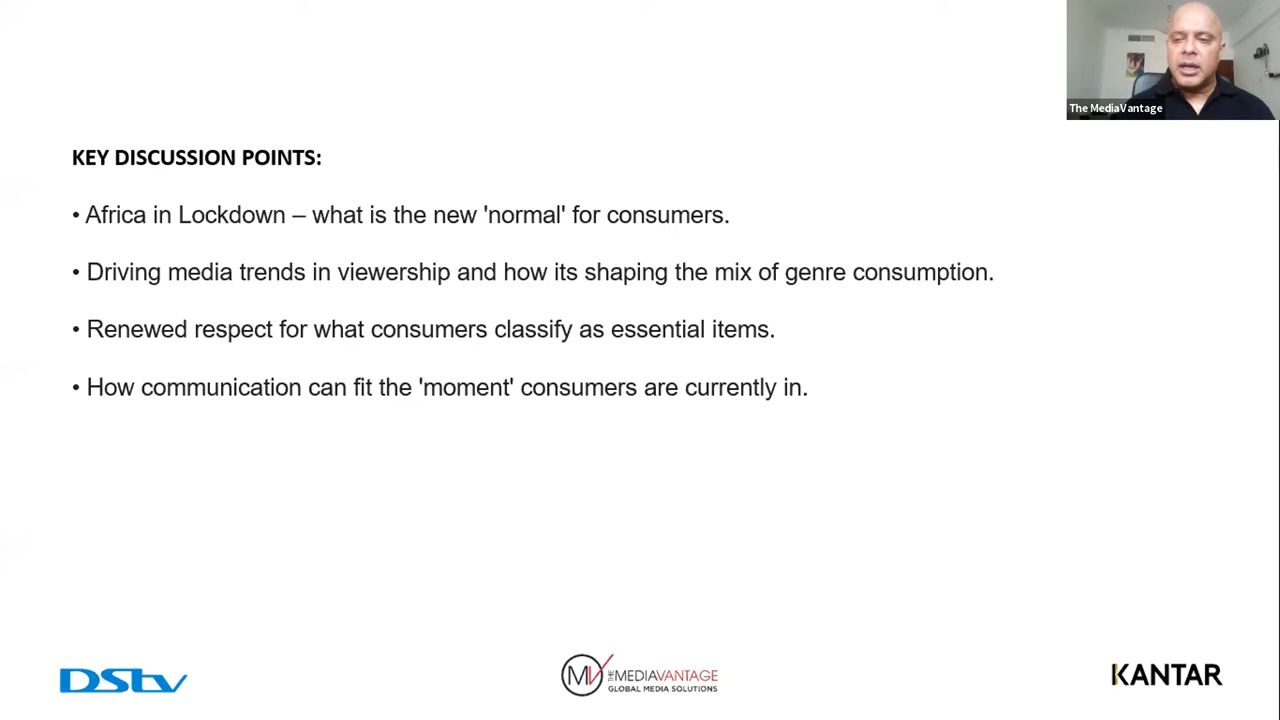 The MediaVantage
KEY DISCUSSION POINTS:
• Africa in Lockdown – what is the new 'normal' for consumers.
• Driving media trends in viewership and how its shaping the mix of genre consumption.
• Renewed respect for what consumers classify as essential items.
• How communication can fit the 'moment' consumers are currently in.
DStv
MV THE MEDIAVANTAGE
GLOBAL MEDIA SOLUTIONS
KANTAR